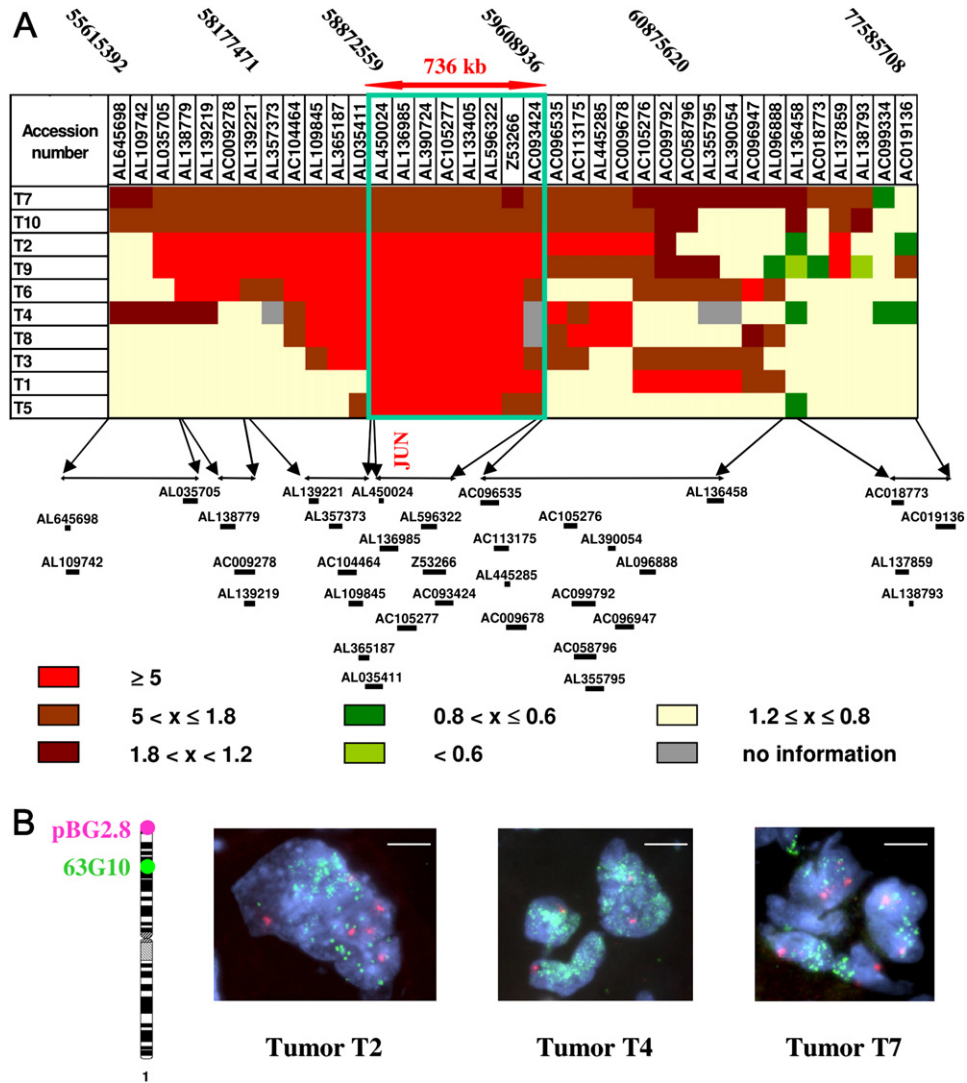 A
55615392 58177471 58872559 59608936 60875620 77585708
736 kb
Accession number
AL645698 AL109742 AL035705 AL138779 AL139219 AC009278 AL139221 AL357373 AC104464 AL109845 AL365187 AL035411 AL450024 AL136985 AL390724 AC105277 AL133405 AL596322 Z53266 AC093424 AC096535 AC113175 AL445285 AC009678 AC105276 AC099792 AC058796 AL355795 AL390054 AC096947 AL096888 AL136458 AC018773 AL137859 AL138793 AC099334 AC019136
T7
T10
T2
T9
T6
T4
T8
T3
T1
T5
JUN
AL035705 AL139221 AL450024 AC096535 AL136458 AC018773
AL645698 AL138779 AL357373 AL596322 AC105276 AC019136
AL136985 AC113175 AL390054
AL109742 AC009278 AC104464 Z53266 AL096888 AL137859
AL445285
AL139219 AL109845 AC093424 AC099792 AL138793
AC105277 AC009678 AC096947
AL365187 AC058796
AL035411 AL355795
≥ 5
5 < x ≤ 1.8 0.8 < x ≤ 0.6 1.2 ≤ x ≤ 0.8
1.8 < x < 1.2 < 0.6 no information
B
pBG2.8
63G10
1
Tumor T2 Tumor T4 Tumor T7